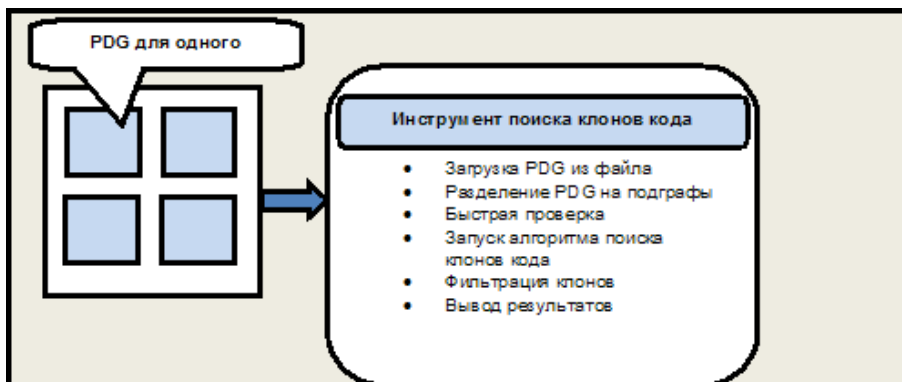 PDG для одного
Инструмент поиска клонов кода
• Загрузка PDG из файла
• Разделение PDG на подграфы
• Быстрая проверка
• Запуск алгоритма поиска
клонов кода
• Фильтрация клонов
• Вывод результатов